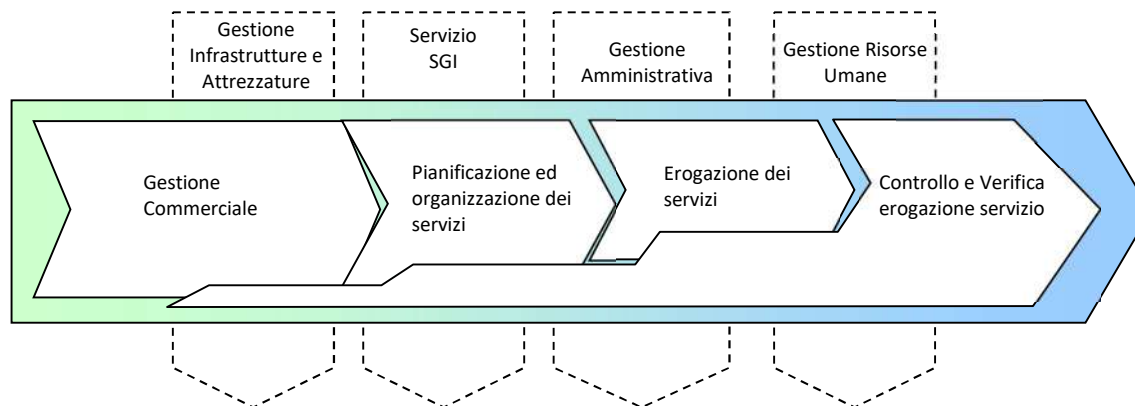 Gestione
Infrastrutture e
Attrezzature
Servizio
SGI
Gestione
Amministrativa
Gestione Risorse
Umane
Gestione
Commerciale
Pianificazione ed
organizzazione dei
servizi
Erogazione dei
servizi
Controllo e Verifica
erogazione servizio